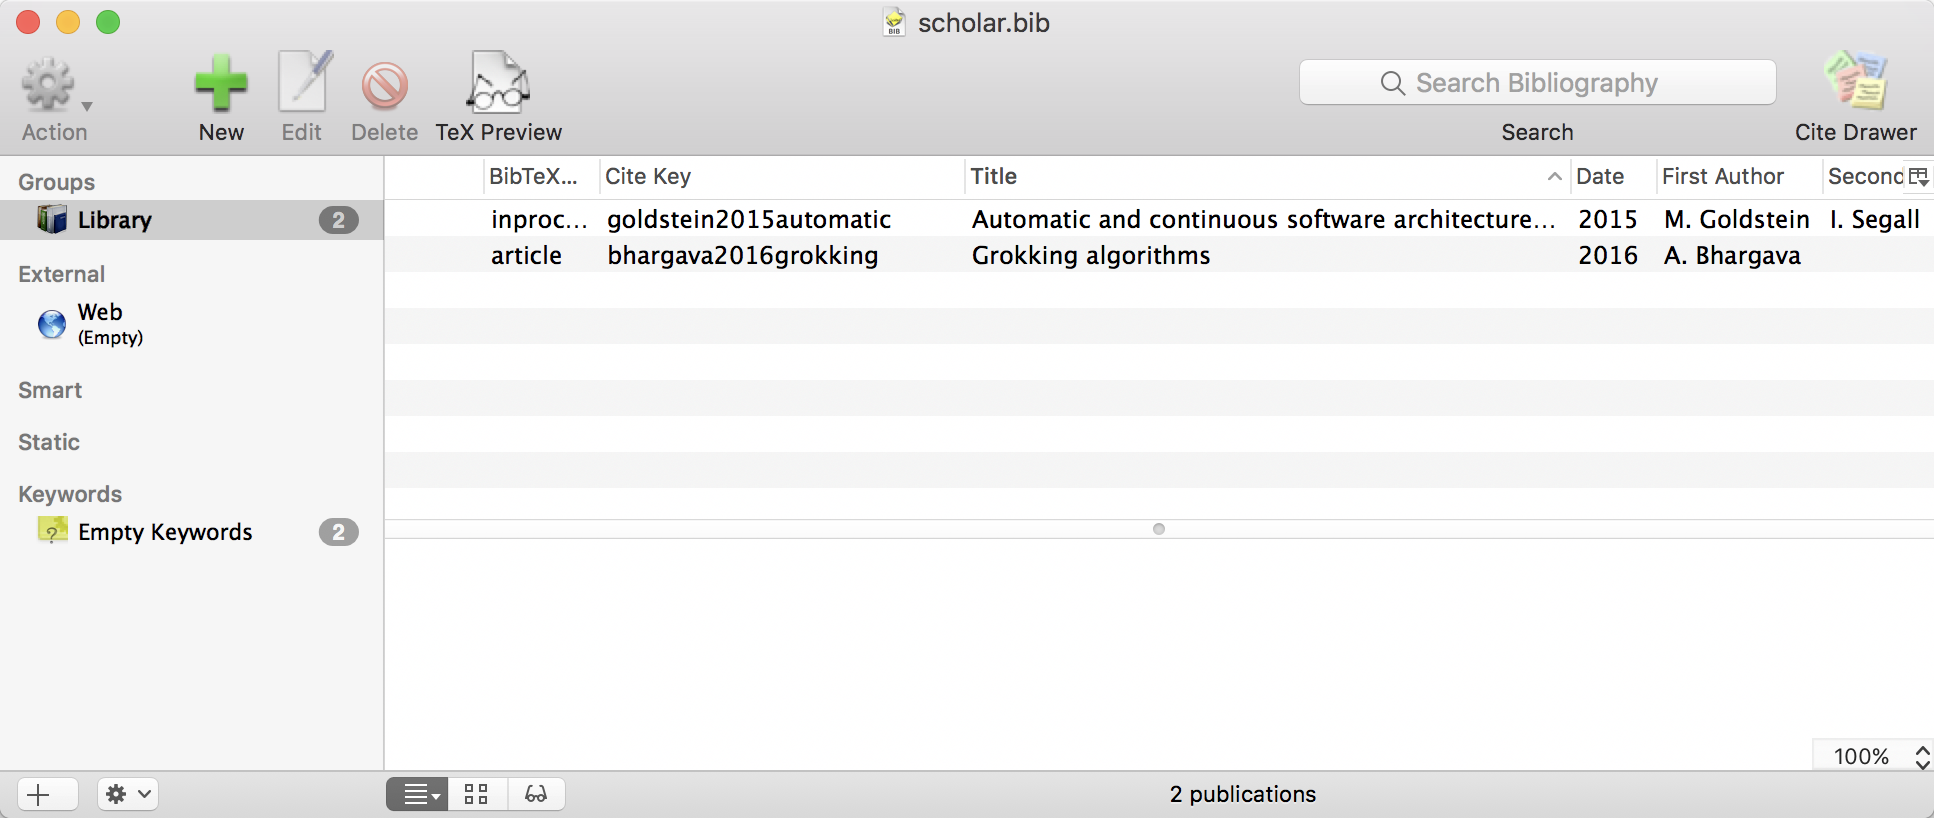 scholar.bib
Action
New
Edit
Delete
TeX Preview
Search Bibliography
Search
Cite Drawer
Groups
Library 2
External
Web
(Empty)
Smart
Static
Keywords
Empty Keywords 2
BibTeX... Cite Key Title Date First Author Second
inproc... goldstein2015automatic Automatic and continuous software architecture... 2015 M. Goldstein I. Segall
article bhargava2016grokking Grokking algorithms 2016 A. Bhargava
100%
2 publications